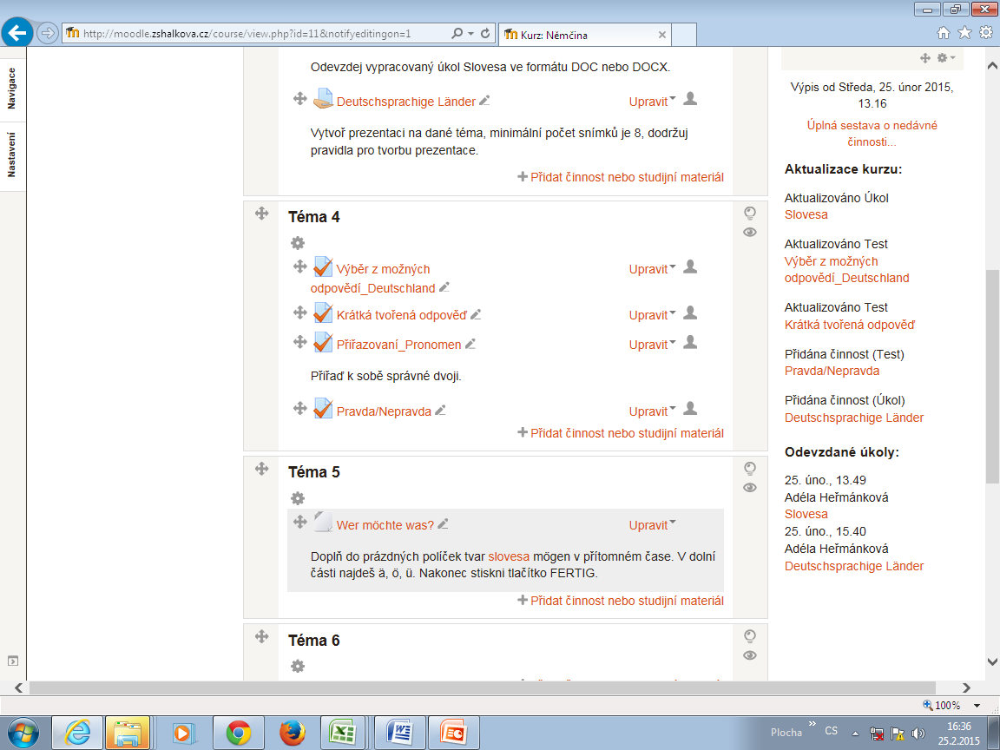 http://moodle.zshalkova.cz/course/view.php?id=11&notifyeditingon=1
Kurz: Němčina
Navigace
Nastavení
Odevzdej vypracovaný úkol Slovesa ve formátu DOC nebo DOCX.
Deutschsprachige Länder
Upravit
Vytvoř prezentaci na dané téma, minimální počet snímků je 8, dodržuj
pravidla pro tvorbu prezentace.
Přidat činnost nebo studijní materiál
Téma 4
Výběr z možných
odpovědí_Deutschland
Upravit
Krátká tvořená odpověď
Upravit
Přiřazovaní_Pronomen
Upravit
Přiřaď k sobě správné dvoji.
Pravda/Nepravda
Upravit
Přidat činnost nebo studijní materiál
Téma 5
Wer möchte was?
Upravit
Doplň do prázdných políček tvar slovesa mögen v přítomném čase. V dolní
části najdeš ä, ö, ü. Nakonec stiskni tlačítko FERTIG.
Přidat činnost nebo studijní materiál
Téma 6
Výpis od Středa, 25. únor 2015,
13.16
Úplná sestava o nedávné
činnosti...
Aktualizace kurzu:
Aktualizováno Úkol
Slovesa
Aktualizováno Test
Výběr z možných
odpovědí_Deutschland
Aktualizováno Test
Krátká tvořená odpověď
Přidána činnost (Test)
Pravda/Nepravda
Přidána činnost (Úkol)
Deutschsprachige Länder
Odevzdané úkoly:
25. úno., 13.49
Adéla Heřmánková
Slovesa
25. úno., 15.40
Adéla Heřmánková
Deutschsprachige Länder
100%
Plocha
CS
16:36
25.2.2015